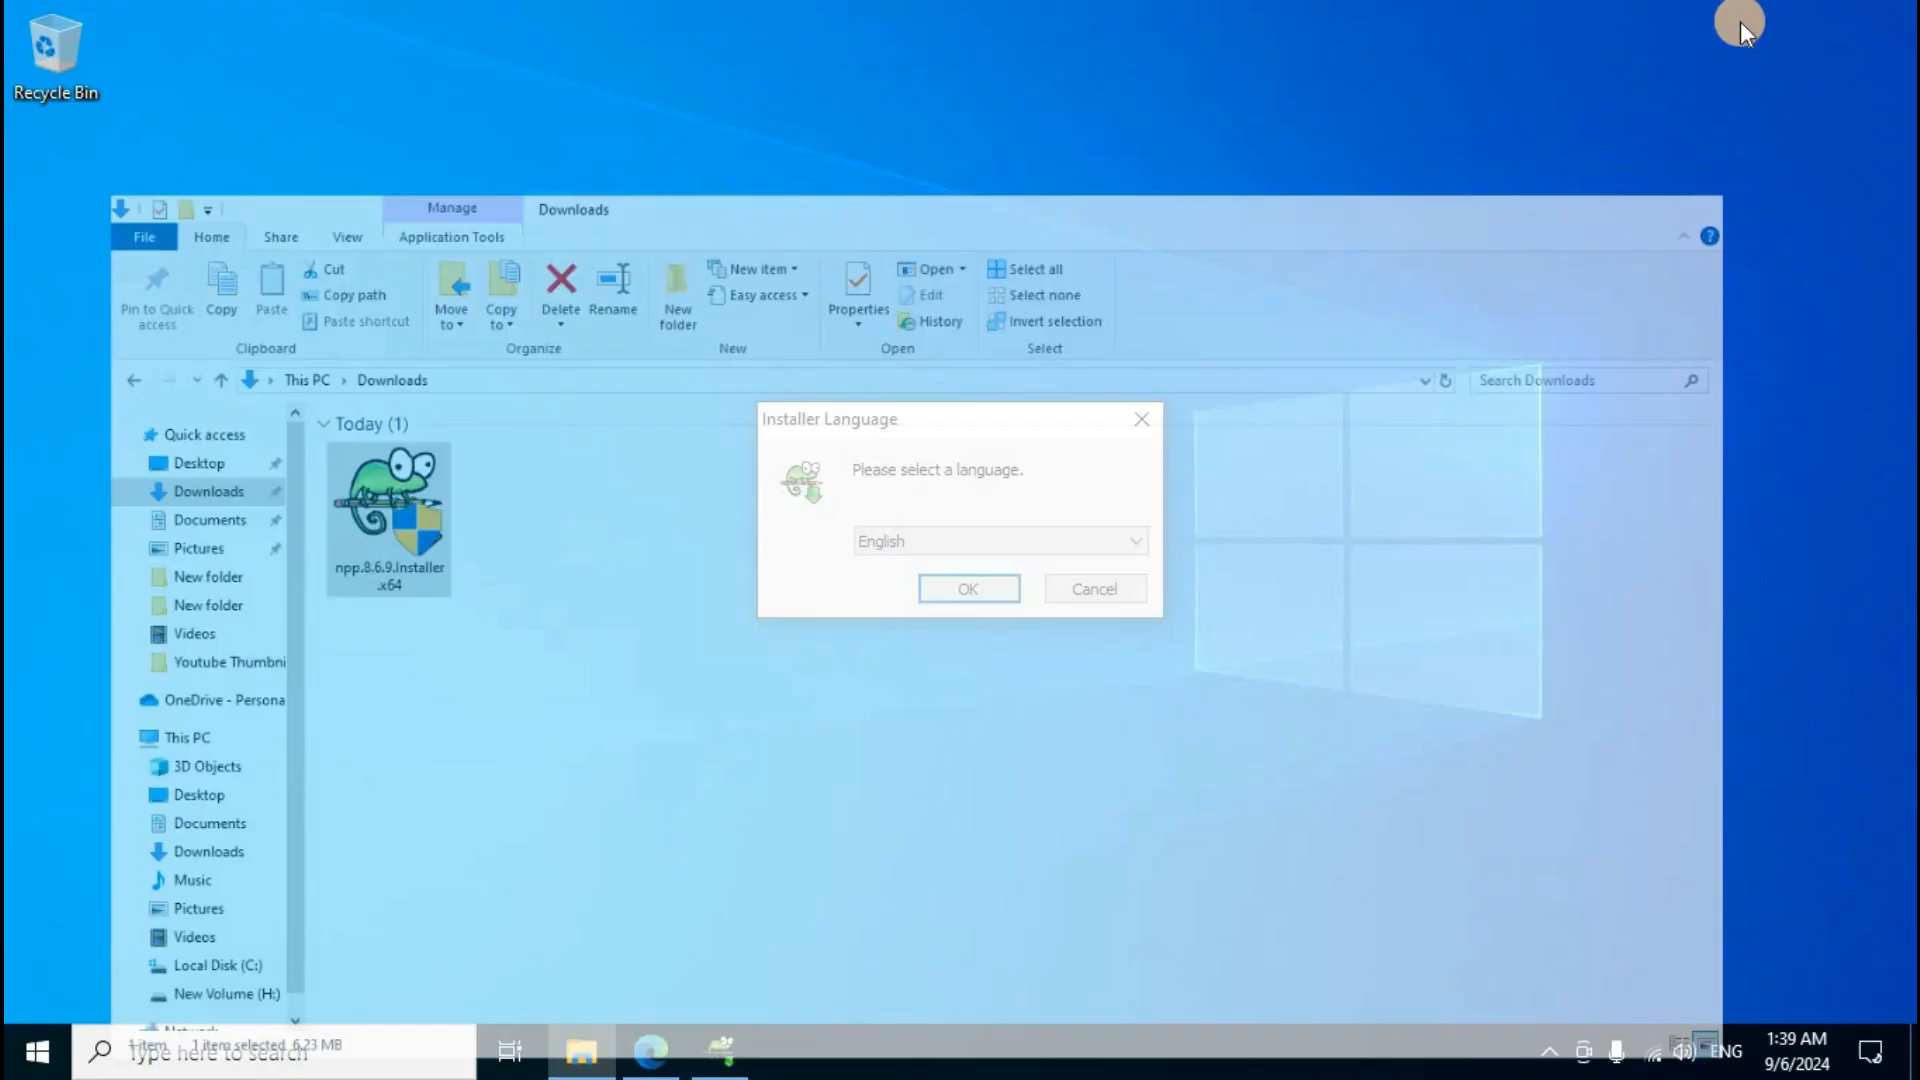 Recycle Bin
Manage
Downloads
File
Home
Share
View
Application Tools
Pin to Quick
access
Copy
Paste
Cut
Copy path
Paste shortcut
Clipboard
Move
to
Copy
to
Delete
Rename
Organize
New
folder
New item
Easy access
New
Properties
Open
Edit
History
Open
Select all
Select none
Invert selection
Select
This PC
Downloads
Search Downloads
Quick access
Desktop
Downloads
Documents
Pictures
New folder
New folder
Videos
Youtube Thumbni
OneDrive - Persona
This PC
3D Objects
Desktop
Documents
Downloads
Music
Pictures
Videos
Local Disk (C:)
New Volume (H:)
Network
Today (1)
npp.8.6.9.Installer
.x64
Installer Language
Please select a language.
English
OK
Cancel
1 item
1 item selected 6.23 MB
Type here to search
ENG
1:39 AM
9/6/2024